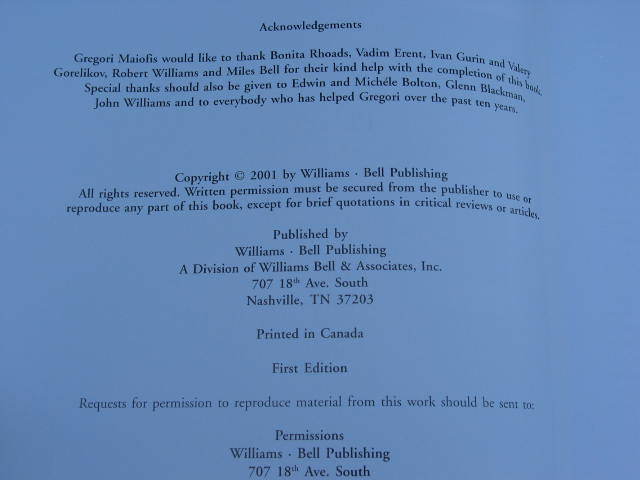 Acknowledgements
Gregori Maiofis would like to thank Bonita Rhoads, Vadim Erent, Ivan Gurin and Valery
Gorelikov, Robert Williams and Miles Bell for their kind help with the completion of this book.
Special thanks should also be given to Edwin and Michéle Bolton, Glenn Blackman,
John Williams and to everybody who has helped Gregori over the past ten years.
Copyright © 2001 by Williams · Bell Publishing
All rights reserved. Written permission must be secured from the publisher to use or
reproduce any part of this book, except for brief quotations in critical reviews or articles.
Published by
Williams · Bell Publishing
A Division of Williams Bell & Associates, Inc.
707 18th Ave. South
Nashville, TN 37203
Printed in Canada
First Edition
Requests for permission to reproduce material from this work should be sent to:
Permissions
Williams · Bell Publishing
707 18th Ave. South